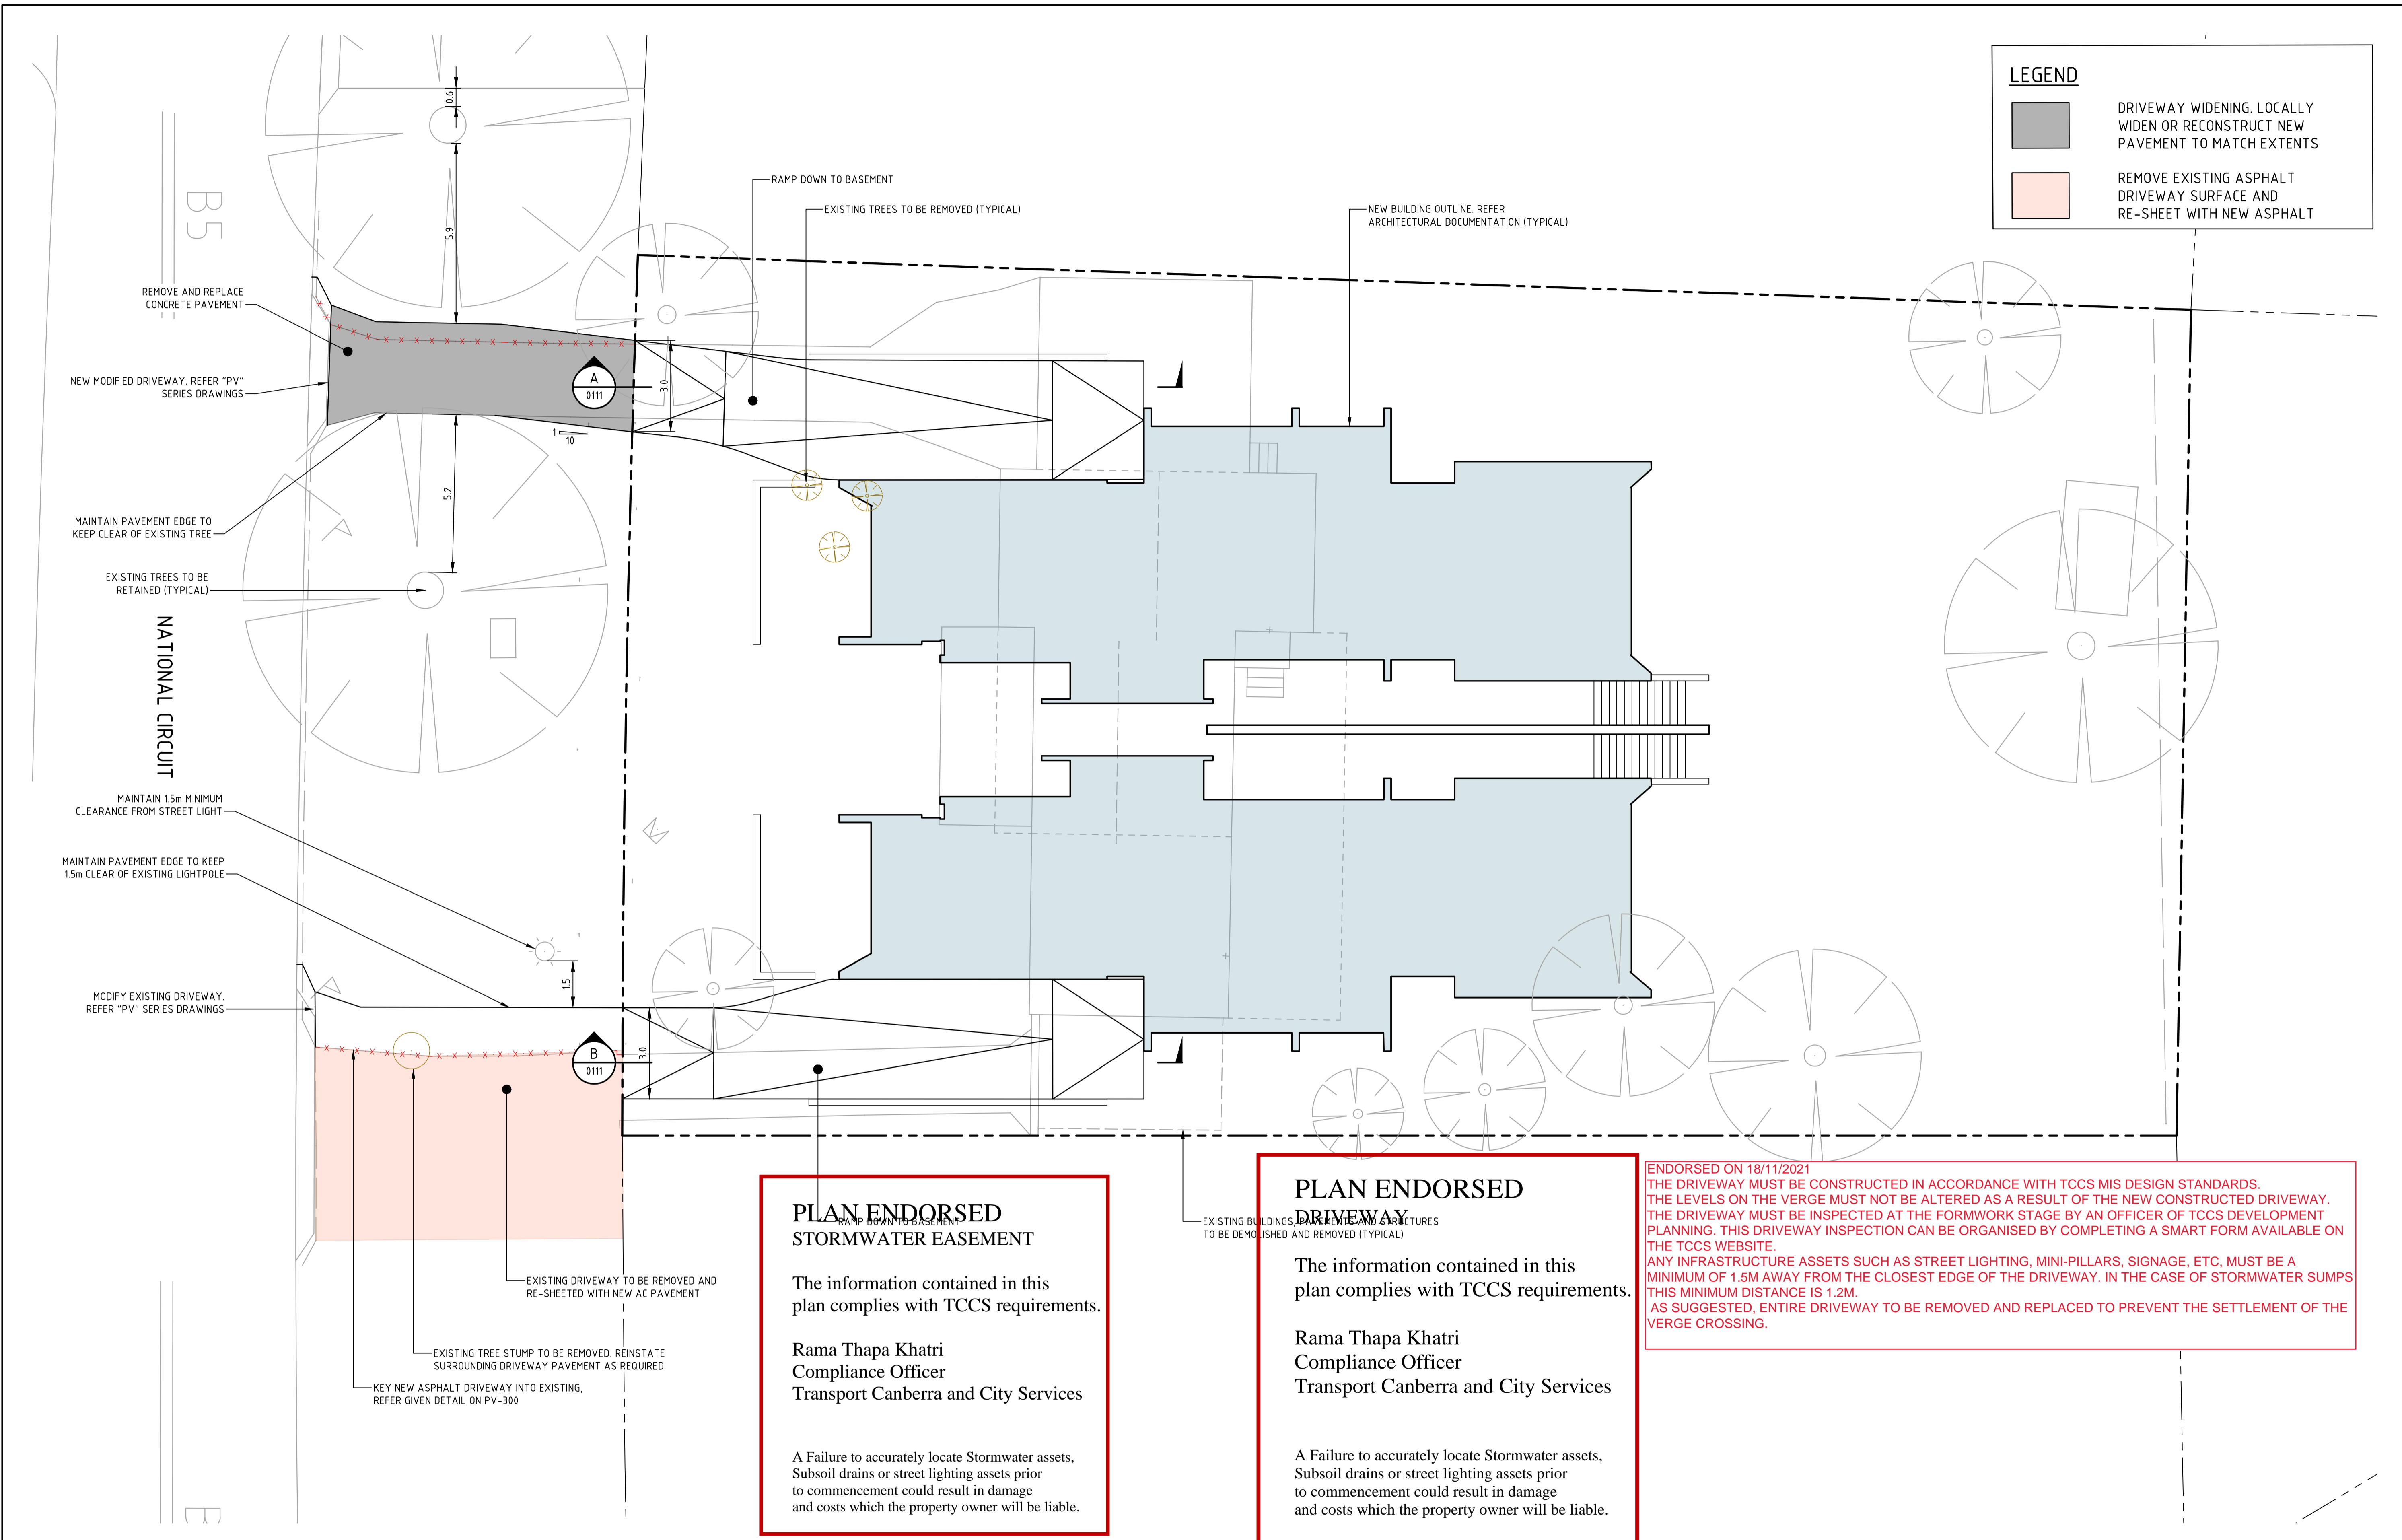 LEGEND
DRIVEWAY WIDENING. LOCALLY
WIDEN OR RECONSTRUCT NEW
PAVEMENT TO MATCH EXTENTS
REMOVE EXISTING ASPHALT
DRIVEWAY SURFACE AND
RE-SHEET WITH NEW ASPHALT
0.6
5.9
B5
RAMP DOWN TO BASEMENT
EXISTING TREES TO BE REMOVED (TYPICAL)
NEW BUILDING OUTLINE. REFER
ARCHITECTURAL DOCUMENTATION (TYPICAL)
REMOVE AND REPLACE
CONCRETE PAVEMENT
NEW MODIFIED DRIVEWAY. REFER "PV"
SERIES DRAWINGS
A
0111
3.0
1
10
5.2
MAINTAIN PAVEMENT EDGE TO
KEEP CLEAR OF EXISTING TREE
EXISTING TREES TO BE
RETAINED (TYPICAL)
NATIONAL CIRCUIT
MAINTAIN 1.5m MINIMUM
CLEARANCE FROM STREET LIGHT
MAINTAIN PAVEMENT EDGE TO KEEP
1.5m CLEAR OF EXISTING LIGHTPOLE
1.5
MODIFY EXISTING DRIVEWAY.
REFER "PV" SERIES DRAWINGS
B
0111
3.0
EXISTING DRIVEWAY TO BE REMOVED AND
RE-SHEETED WITH NEW AC PAVEMENT
EXISTING TREE STUMP TO BE REMOVED. REINSTATE
SURROUNDING DRIVEWAY PAVEMENT AS REQUIRED
KEY NEW ASPHALT DRIVEWAY INTO EXISTING,
REFER GIVEN DETAIL ON PV-300
PLAN ENDORSED
RAMP DOWN TO BASEMENT
STORMWATER EASEMENT
The information contained in this
plan complies with TCCS requirements.
Rama Thapa Khatri
Compliance Officer
Transport Canberra and City Services
A Failure to accurately locate Stormwater assets,
Subsoil drains or street lighting assets prior
to commencement could result in damage
and costs which the property owner will be liable.
EXISTING BUILDINGS, PAVEMENTS AND STRUCTURES
TO BE DEMOLISHED AND REMOVED (TYPICAL)
PLAN ENDORSED
DRIVEWAY
The information contained in this
plan complies with TCCS requirements.
Rama Thapa Khatri
Compliance Officer
Transport Canberra and City Services
A Failure to accurately locate Stormwater assets,
Subsoil drains or street lighting assets prior
to commencement could result in damage
and costs which the property owner will be liable.
ENDORSED ON 18/11/2021
THE DRIVEWAY MUST BE CONSTRUCTED IN ACCORDANCE WITH TCCS MIS DESIGN STANDARDS.
THE LEVELS ON THE VERGE MUST NOT BE ALTERED AS A RESULT OF THE NEW CONSTRUCTED DRIVEWAY.
THE DRIVEWAY MUST BE INSPECTED AT THE FORMWORK STAGE BY AN OFFICER OF TCCS DEVELOPMENT
PLANNING. THIS DRIVEWAY INSPECTION CAN BE ORGANISED BY COMPLETING A SMART FORM AVAILABLE ON
THE TCCS WEBSITE.
ANY INFRASTRUCTURE ASSETS SUCH AS STREET LIGHTING, MINI-PILLARS, SIGNAGE, ETC, MUST BE A
MINIMUM OF 1.5M AWAY FROM THE CLOSEST EDGE OF THE DRIVEWAY. IN THE CASE OF STORMWATER SUMPS
THIS MINIMUM DISTANCE IS 1.2M.
AS SUGGESTED, ENTIRE DRIVEWAY TO BE REMOVED AND REPLACED TO PREVENT THE SETTLEMENT OF THE
VERGE CROSSING.